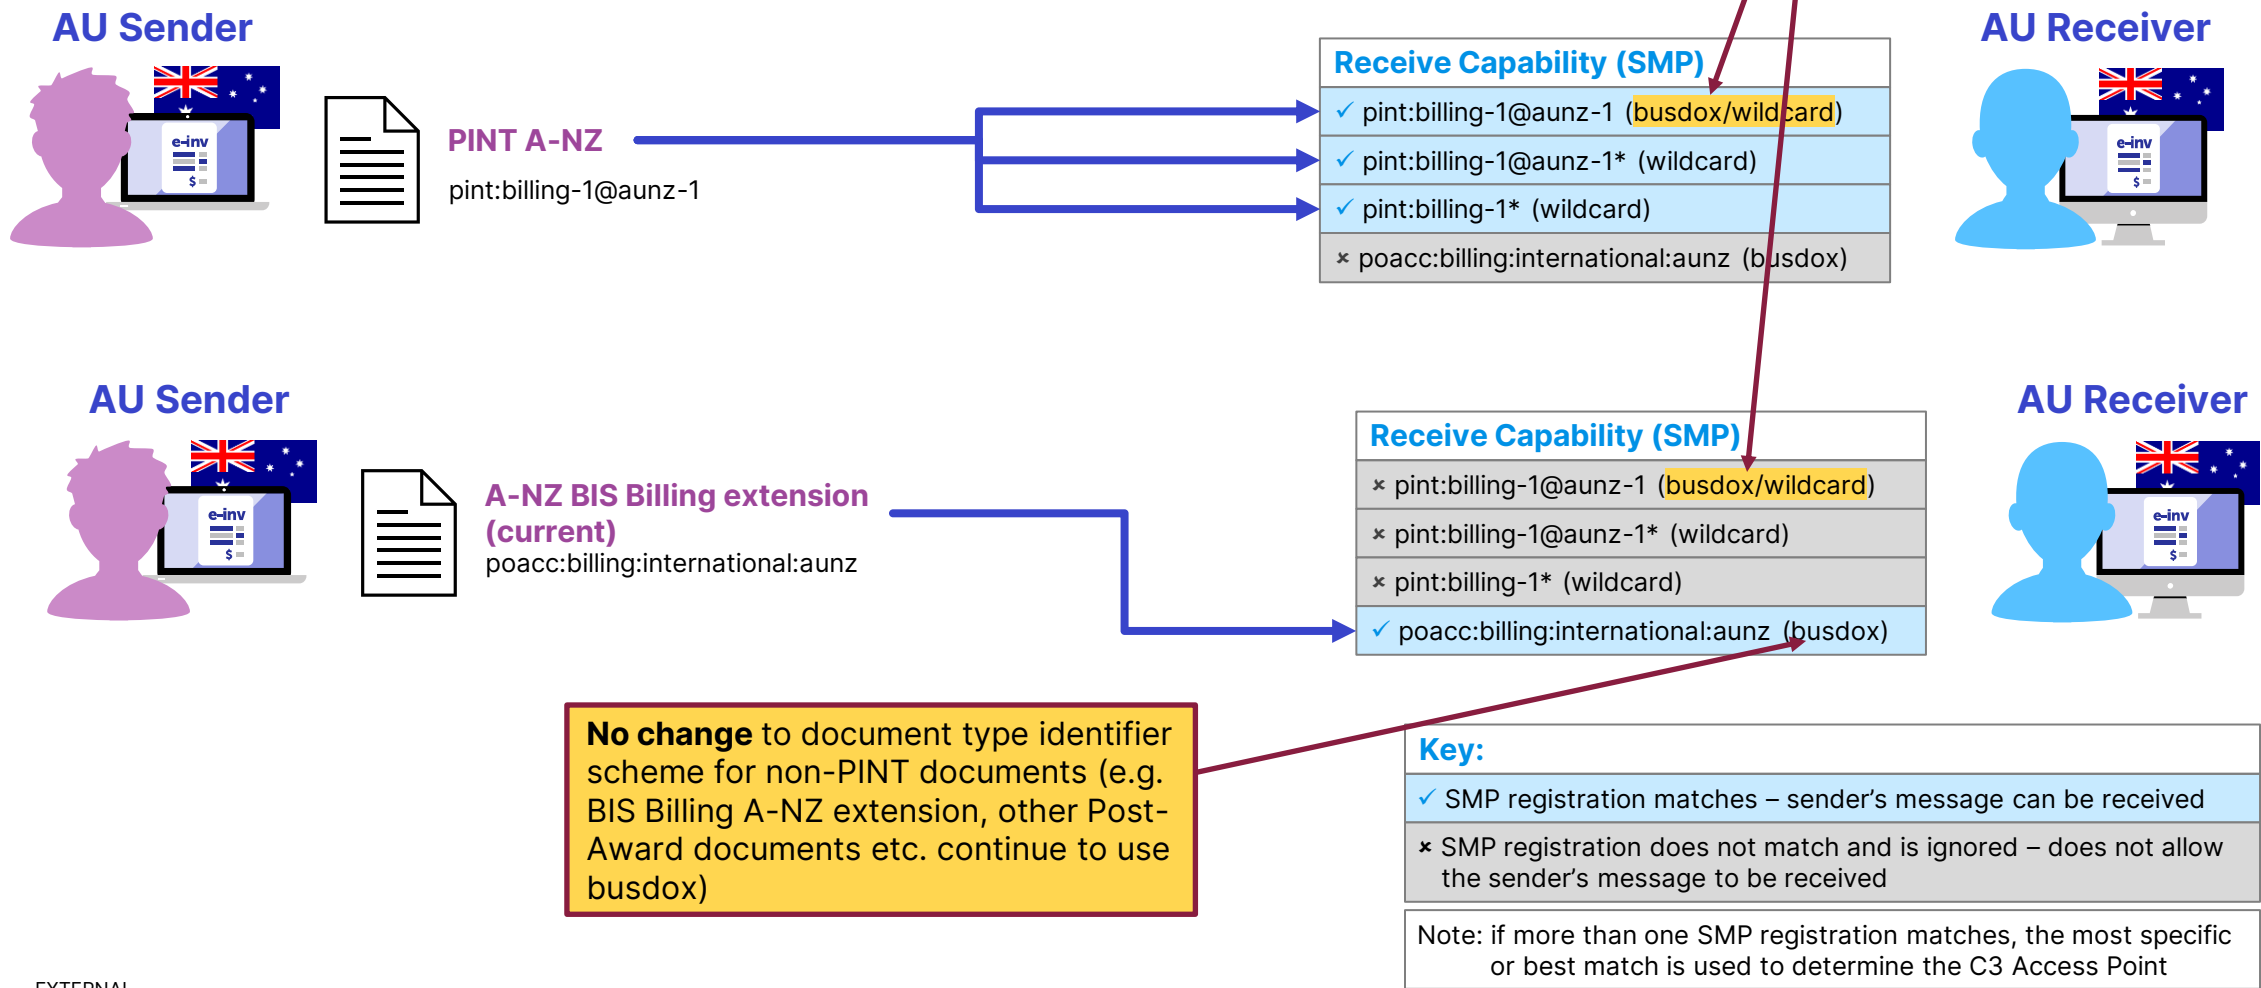 AU Sender
AU Receiver
e-inv
$
PINT A-NZ
pint:billing-1@aunz-1
Receive Capability (SMP)
✓ pint:billing-1@aunz-1 (busdox/wildcard)
✓ pint:billing-1@aunz-1* (wildcard)
✓ pint:billing-1* (wildcard)
× poacc:billing:international:aunz (busdox)
e-inv
$
AU Sender
AU Receiver
e-inv
$
A-NZ BIS Billing extension
(current)
poacc:billing:international:aunz
Receive Capability (SMP)
× pint:billing-1@aunz-1 (busdox/wildcard)
× pint:billing-1@aunz-1* (wildcard)
× pint:billing-1* (wildcard)
✓ poacc:billing:international:aunz (busdox)
e-inv
$
No change to document type identifier
scheme for non-PINT documents (e.g.
BIS Billing A-NZ extension, other Post-
Award documents etc. continue to use
busdox)
Key:
✓ SMP registration matches – sender's message can be received
× SMP registration does not match and is ignored – does not allow
the sender's message to be received
Note: if more than one SMP registration matches, the most specific
or best match is used to determine the C3 Access Point
EXTERNAL